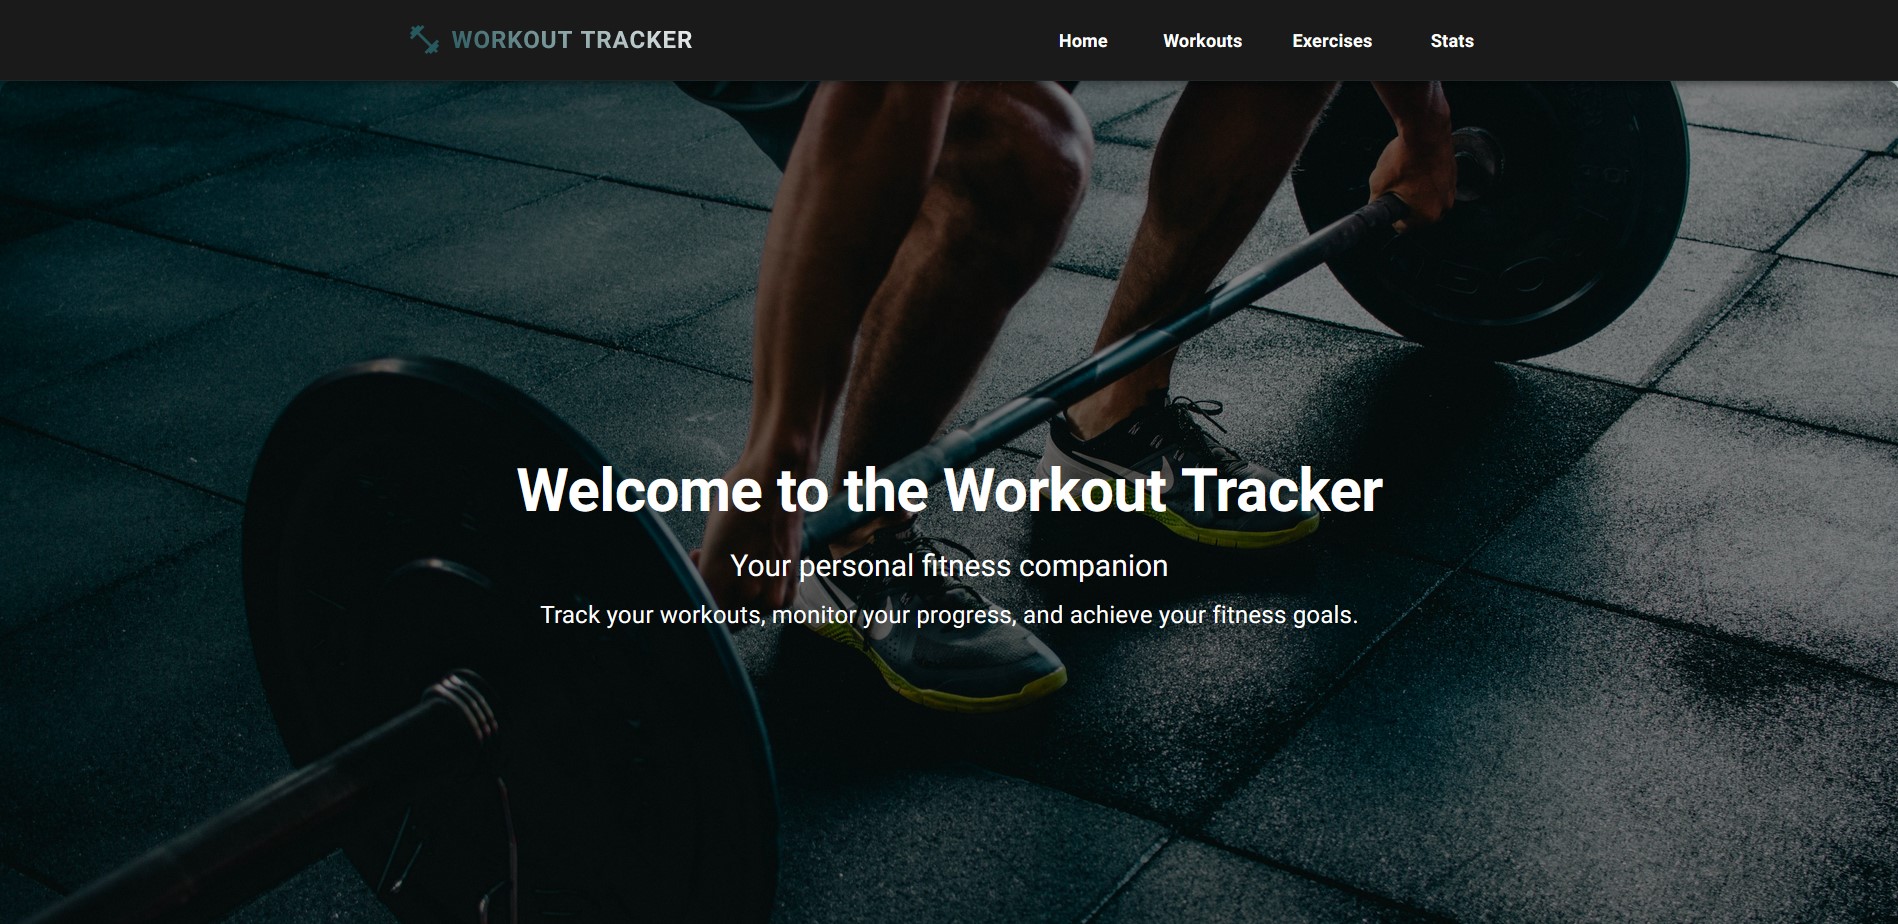 WORKOUT TRACKER
Home
Workouts
Exercises
Stats
Welcome to the Workout Tracker
Your personal fitness companion
Track your workouts, monitor your progress, and achieve your fitness goals.